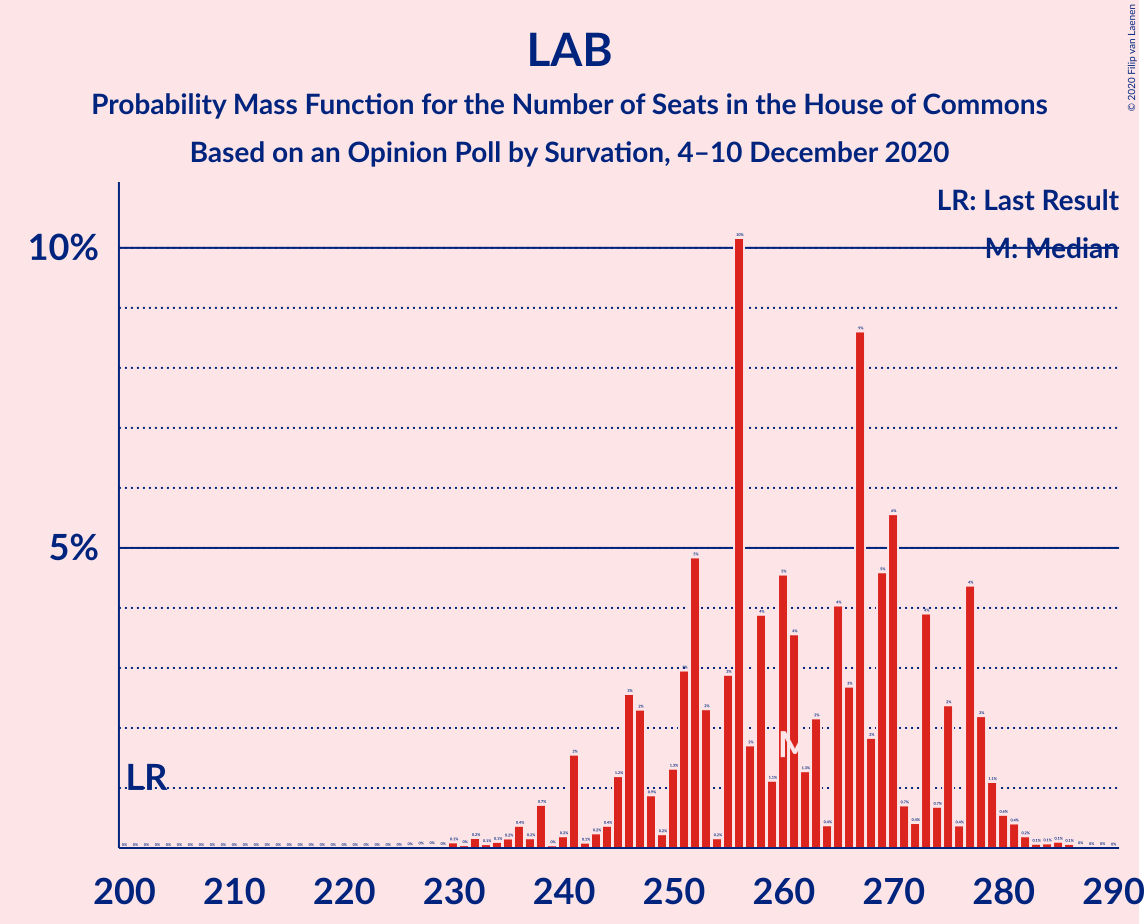 LAB
Probability Mass Function for the Number of Seats in the House of Commons
Based on an Opinion Poll by Survation, 4–10 December 2020
© 2020 Filip van Laenen
LR: Last Result
M: Median
10%
5%
LR
M
200 210 220 230 240 250 260 270 280 290